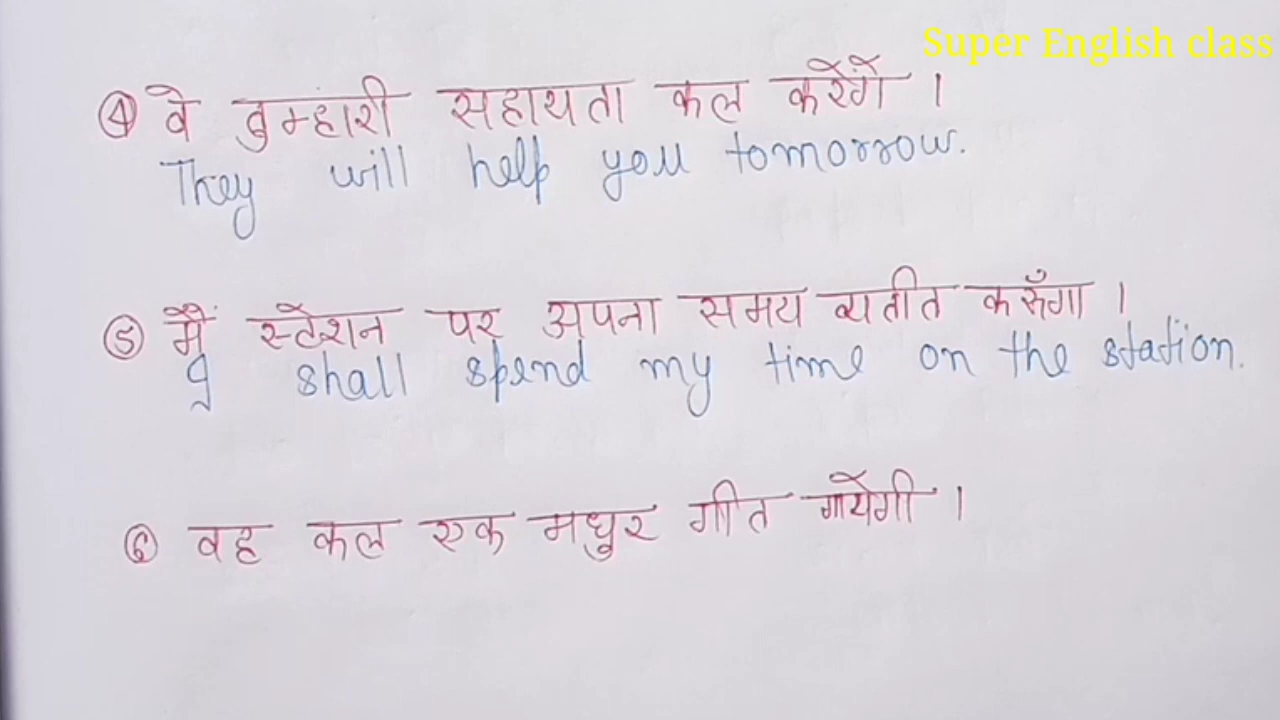 Super English class
④ वे तुम्हारी सहायता कल करेंगे ।
They will help you tomorrow.
⑤ मैं स्टेशन पर अपना समय व्यतीत करुँगा ।
I shall spend my time on the station.
⑥ वह कल एक मधुर गीत गायेगी ।